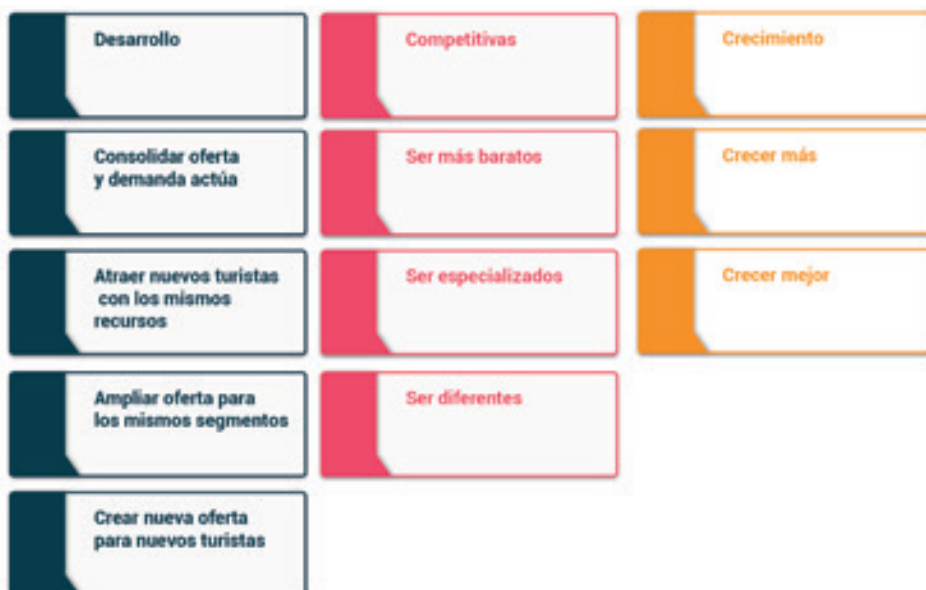 Desarrollo
Consolidar oferta
y demanda actúa
Atraer nuevos turistas
con los mismos
recursos
Ampliar oferta para
los mismos segmentos
Crear nueva oferta
para nuevos turistas
Competitivas
Ser más baratos
Ser especializados
Ser diferentes
Crecimiento
Crecer más
Crecer mejor